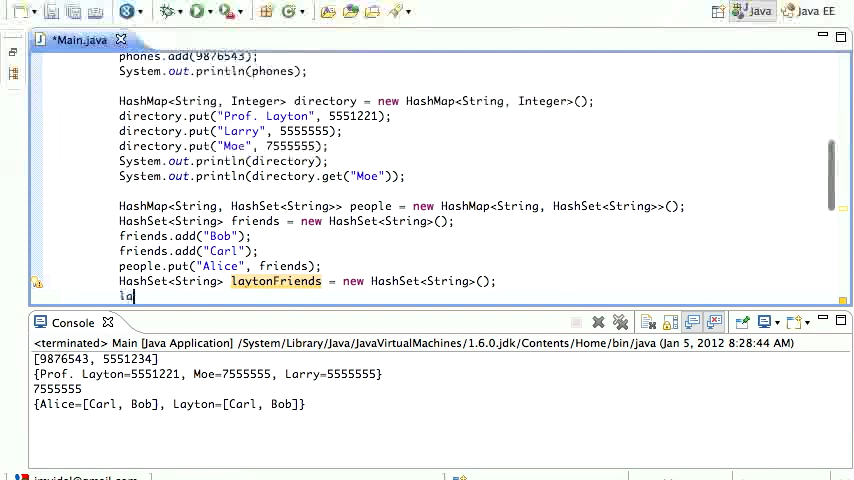 Java
Java EE
*Main.java
phones.add(9876543);
System.out.println(phones);
HashMap<String, Integer> directory = new HashMap<String, Integer>();
directory.put("Prof. Layton", 5551221);
directory.put("Larry", 5555555);
directory.put("Moe", 7555555);
System.out.println(directory);
System.out.println(directory.get("Moe"));
HashMap<String, HashSet<String>> people = new HashMap<String, HashSet<String>>();
HashSet<String> friends = new HashSet<String>();
friends.add("Bob");
friends.add("Carl");
people.put("Alice", friends);
HashSet<String> laytonFriends = new HashSet<String>();
la
Console
<terminated> Main [Java Application] /System/Library/Java/JavaVirtualMachines/1.6.0.jdk/Contents/Home/bin/java (Jan 5, 2012 8:28:44 AM)
[9876543, 5551234]
{Prof. Layton=5551221, Moe=7555555, Larry=5555555}
7555555
{Alice=[Carl, Bob], Layton=[Carl, Bob]}